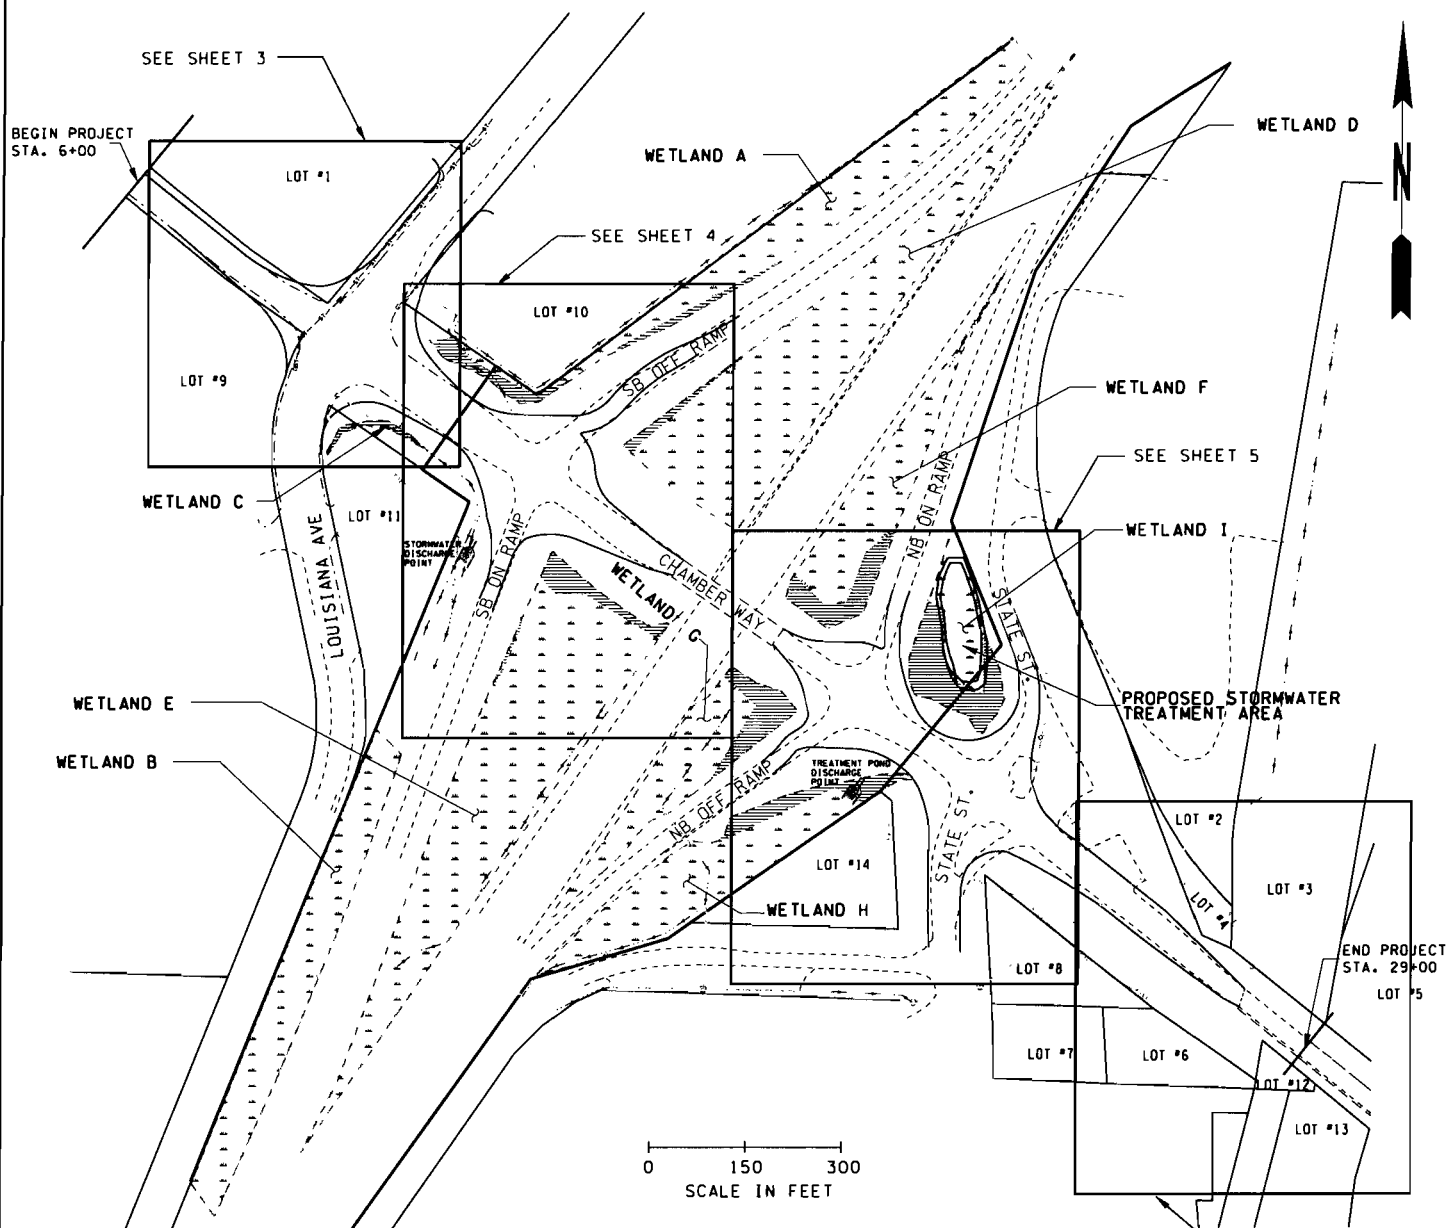 SEE SHEET 3
BEGIN PROJECT
STA. 6+00
LOT #1
WETLAND A
WETLAND D
N
SEE SHEET 4
LOT #10
SB OFF RAMP
LOT #9
WETLAND F
NB ON RAMP
SEE SHEET 5
WETLAND C
LOT #11
WETLAND I
STORMWATER
DISCHARGE
POINT
LOUISIANA AVE
SB ON RAMP
CHAMBER WAY
WETLAND G
STATE ST.
WETLAND E
PROPOSED STORMWATER
TREATMENT AREA
WETLAND B
TREATMENT POND
DISCHARGE
POINT
NB OFF RAMP
STATE ST.
LOT #2
LOT #14
LOT #3
LOT #4
WETLAND H
END PROJECT
STA. 29+00
LOT #8
LOT #5
LOT #7
LOT #6
LOT #12
LOT #13
0 150 300
SCALE IN FEET